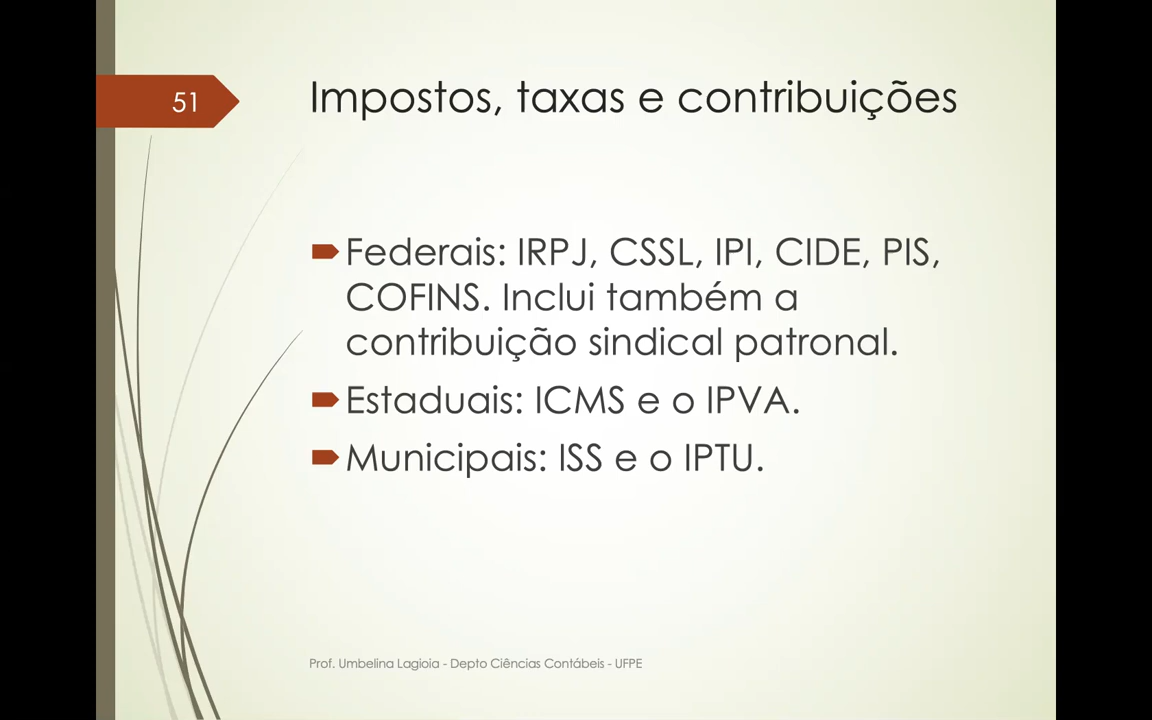 51
Impostos, taxas e contribuições
Federais: IRPJ, CSSL, IPI, CIDE, PIS,
COFINS. Inclui também a
contribuição sindical patronal.
Estaduais: ICMS e o IPVA.
Municipais: ISS e o IPTU.
Prof. Umbelina Lagioia - Depto Ciências Contábeis - UFPE